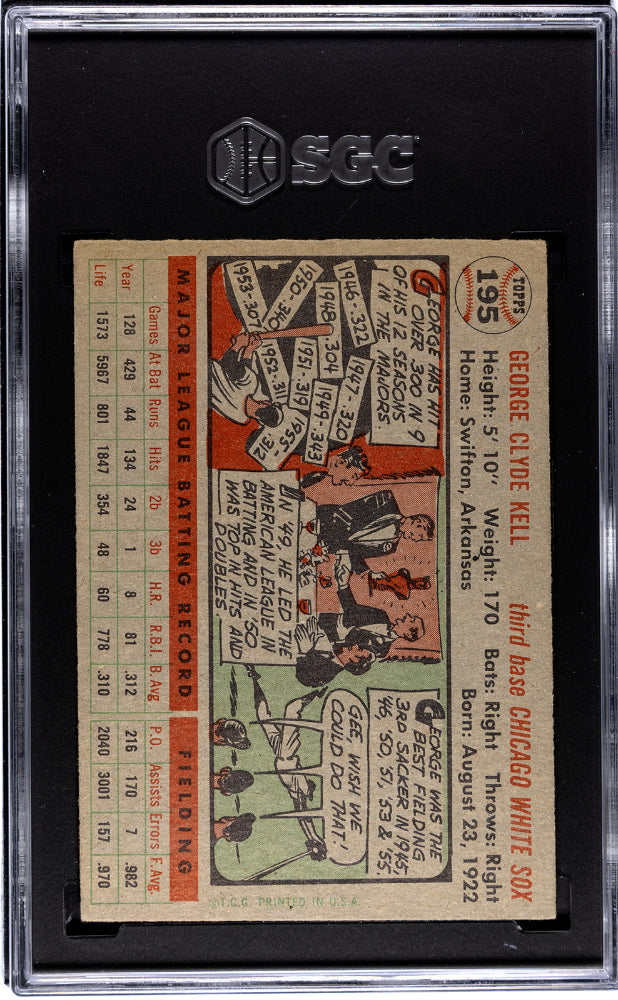 SGC
TOPPS
195
GEORGE CLYDE KELL third base CHICAGO WHITE SOX
Height: 5' 10" Weight: 170 Bats: Right Throws: Right
Home: Swifton, Arkansas Born: August 23, 1922
GEORGE HAS HIT
OVER 300 IN 9
OF HIS 12 SEASONS
IN THE MAJORS
1946-.322
1947-.320
1948-.304
1949-.343
1950-.340
1951-.319
1952-.311
1953-.307
1955-.312
IN '49, HE LED THE
AMERICAN LEAGUE IN
BATTING AND IN '50
WAS TOP IN HITS AND
DOUBLES.
GEORGE WAS THE
BEST FIELDING
3RD SACKER IN 1945,
'46, '50, '51, '53 & '55.
GEE, WISH WE
COULD DO THAT!
MAJOR LEAGUE BATTING RECORD FIELDING
Games At Bat Runs Hits 2b 3b H.R. R.B.I. B. Avg P.O. Assists Errors F. Avg.
Year 128 429 44 134 24 1 8 81 .312 216 170 7 .982
Life 1573 5967 801 1847 354 48 60 778 .310 2040 3001 157 .970
©T.C.G. PRINTED IN U.S.A.